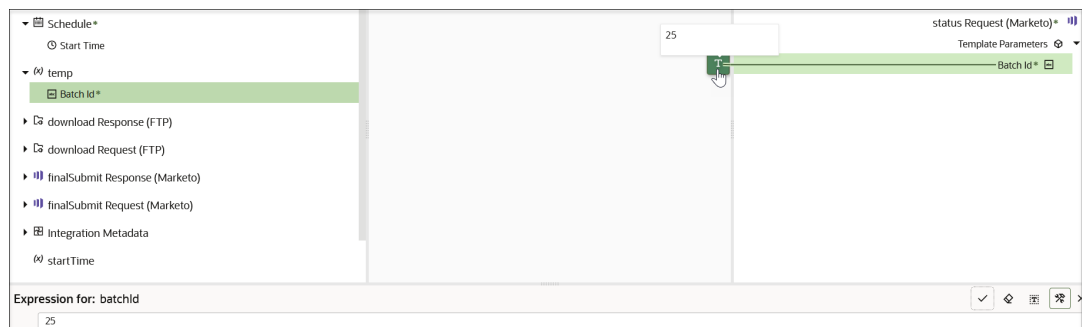 Schedule*
Start Time
(x) temp
Batch Id*
download Response (FTP)
download Request (FTP)
finalSubmit Response (Marketo)
finalSubmit Request (Marketo)
Integration Metadata
(x) startTime
25
T
status Request (Marketo)*
Template Parameters
Batch Id*
Expression for: batchId
25